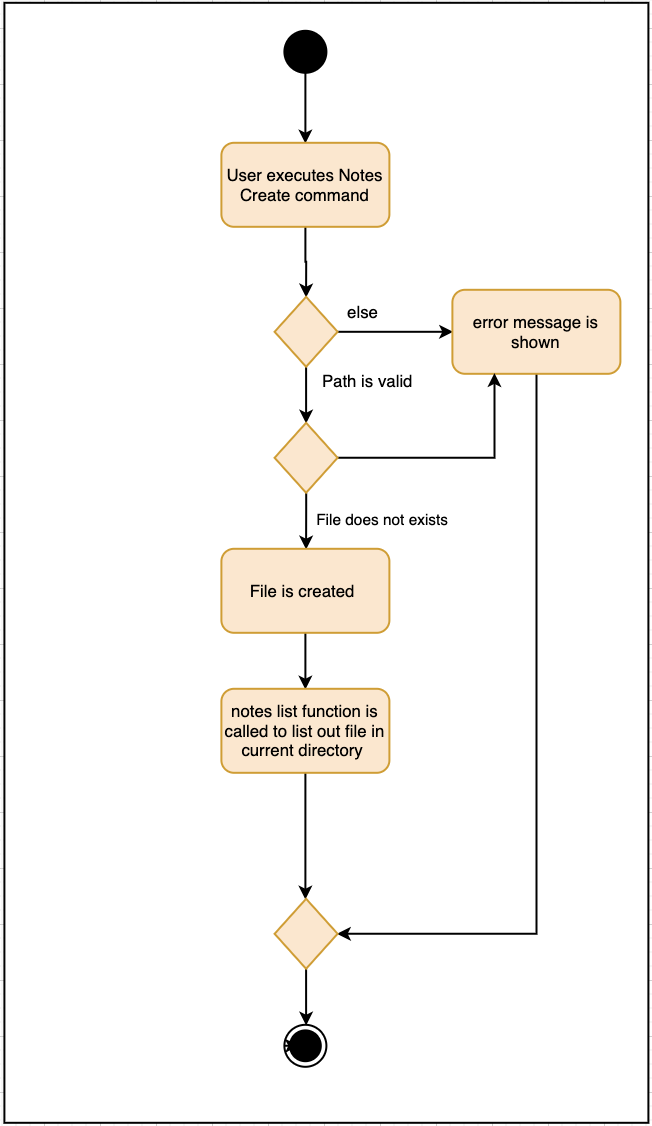 User executes Notes
Create command
else
error message is
shown
Path is valid
File does not exists
File is created
notes list function is
called to list out file in
current directory